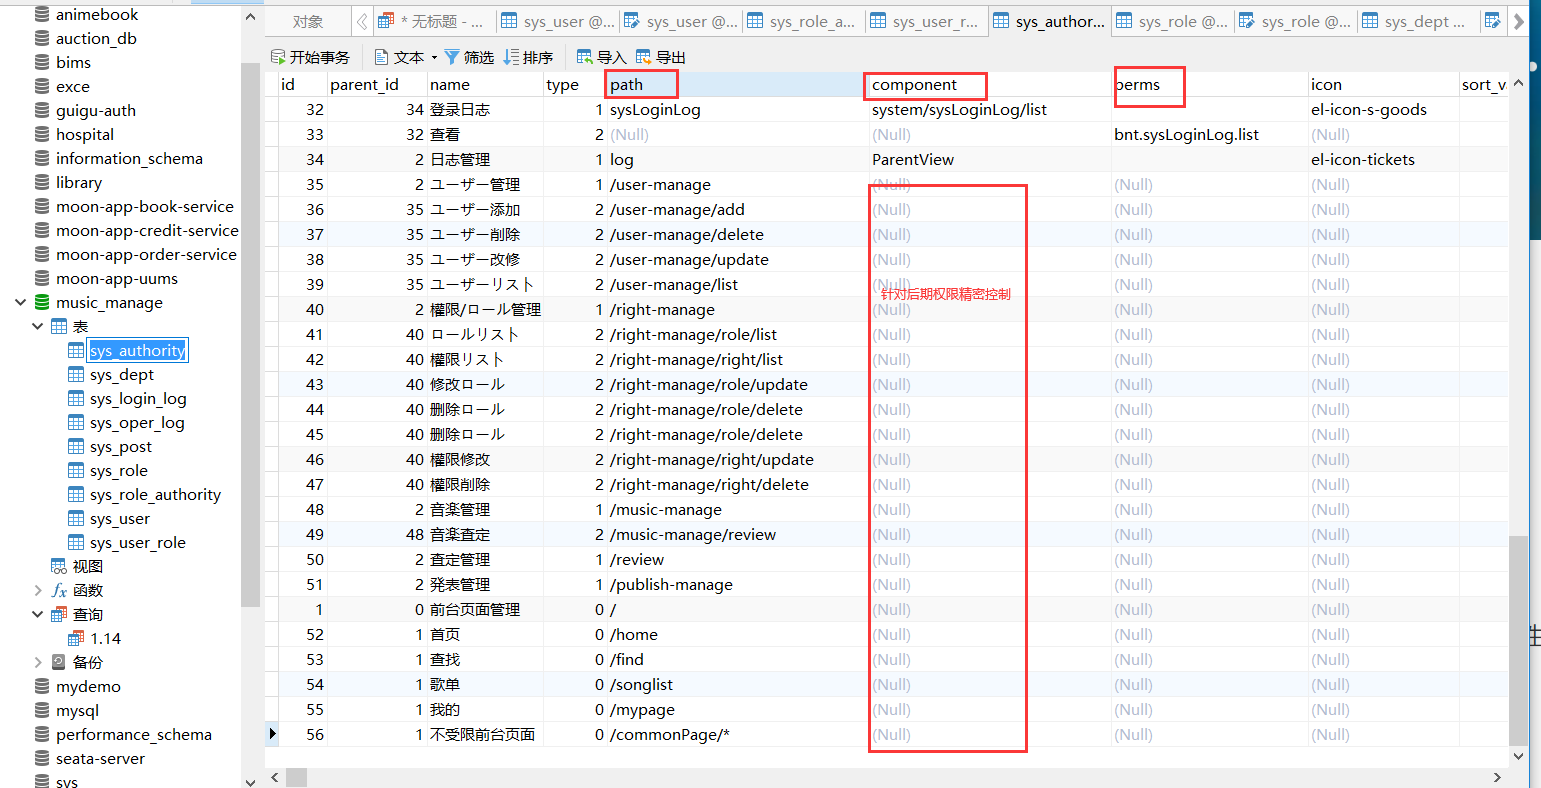 animebook
auction_db
bims
exce
guigu-auth
hospital
information_schema
library
moon-app-book-service
moon-app-credit-service
moon-app-order-service
moon-app-uums
music_manage
表
sys_authority
sys_dept
sys_login_log
sys_oper_log
sys_post
sys_role
sys_role_authority
sys_user
sys_user_role
视图
fx 函数
查询
1.14
备份
mydemo
mysql
performance_schema
seata-server
sys
对象 * 无标题 - ... sys_user @... sys_user @... sys_role_a... sys_user_r... sys_author... sys_role @... sys_role @... sys_dept ...
开始事务 文本 筛选 排序 导入 导出
id parent_id name type path component perms icon sort_v
32 34 登录日志 1 sysLoginLog system/sysLoginLog/list el-icon-s-goods
33 32 查看 2 (Null) (Null) bnt.sysLoginLog.list (Null)
34 2 日志管理 1 log ParentView el-icon-tickets
35 2 ユーザー管理 1 /user-manage (Null) (Null) (Null)
36 35 ユーザー添加 2 /user-manage/add (Null) (Null) (Null)
37 35 ユーザー削除 2 /user-manage/delete (Null) (Null) (Null)
38 35 ユーザー改修 2 /user-manage/update (Null) (Null) (Null)
39 35 ユーザーリスト 2 /user-manage/list (Null) (Null) (Null)
针对后期权限精密控制
40 2 權限/ロール管理 1 /right-manage (Null) (Null) (Null)
41 40 ロールリスト 2 /right-manage/role/list (Null) (Null) (Null)
42 40 權限リスト 2 /right-manage/right/list (Null) (Null) (Null)
43 40 修改ロール 2 /right-manage/role/update (Null) (Null) (Null)
44 40 刪除ロール 2 /right-manage/role/delete (Null) (Null) (Null)
45 40 刪除ロール 2 /right-manage/role/delete (Null) (Null) (Null)
46 40 權限修改 2 /right-manage/right/update (Null) (Null) (Null)
47 40 權限削除 2 /right-manage/right/delete (Null) (Null) (Null)
48 2 音楽管理 1 /music-manage (Null) (Null) (Null)
49 48 音楽査定 2 /music-manage/review (Null) (Null) (Null)
50 2 査定管理 1 /review (Null) (Null) (Null)
51 2 発表管理 1 /publish-manage (Null) (Null) (Null)
1 0 前台页面管理 0 / (Null) (Null) (Null)
52 1 首页 0 /home (Null) (Null) (Null)
53 1 查找 0 /find (Null) (Null) (Null)
54 1 歌单 0 /songlist (Null) (Null) (Null)
55 1 我的 0 /mypage (Null) (Null) (Null)
56 1 不受限前台页面 0 /commonPage/* (Null) (Null) (Null)